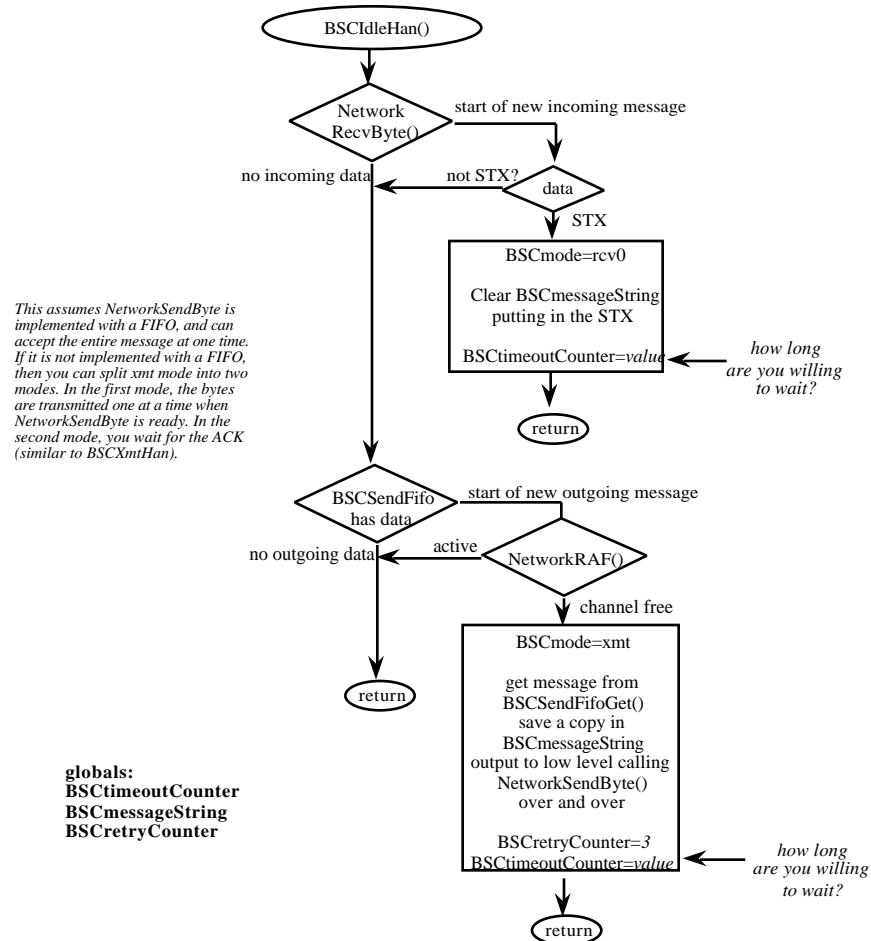 BSCIdleHan()
Network
RecvByte()
start of new incoming message
no incoming data
not STX?
data
STX
BSCmode=rcv0
Clear BSCmessageString
putting in the STX
BSCtimeoutCounter=value
how long
are you willing
to wait?
return
This assumes NetworkSendByte is
implemented with a FIFO, and can
accept the entire message at one time.
If it is not implemented with a FIFO,
then you can split xmt mode into two
modes. In the first mode, the bytes
are transmitted one at a time when
NetworkSendByte is ready. In the
second mode, you wait for the ACK
(similar to BSCXmtHan).
BSCSendFifo
has data
start of new outgoing message
no outgoing data
active
NetworkRAF()
channel free
return
BSCmode=xmt
get message from
BSCSendFifoGet()
save a copy in
BSCmessageString
output to low level calling
NetworkSendByte()
over and over
BSCretryCounter=3
BSCtimeoutCounter=value
how long
are you willing
to wait?
return
globals:
BSCtimeoutCounter
BSCmessageString
BSCretryCounter